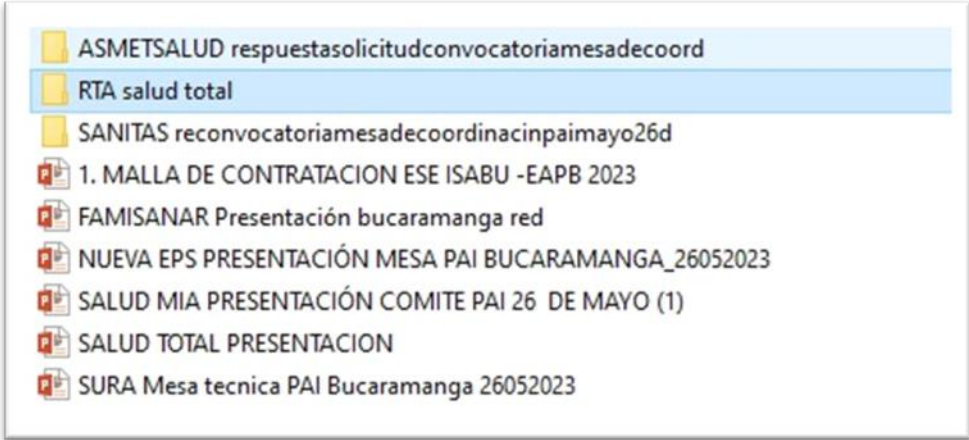 ASMETSALUD respuestasolicitudconvocatoriamesadecoord
RTA salud total
SANITAS reconvocatoriamesadecoordinacinpaimayo26d
1. MALLA DE CONTRATACION ESE ISABU -EAPB 2023
FAMISANAR Presentación bucaramanga red
NUEVA EPS PRESENTACIÓN MESA PAI BUCARAMANGA_26052023
SALUD MIA PRESENTACIÓN COMITE PAI 26  DE MAYO (1)
SALUD TOTAL PRESENTACION
SURA Mesa tecnica PAI Bucaramanga 26052023